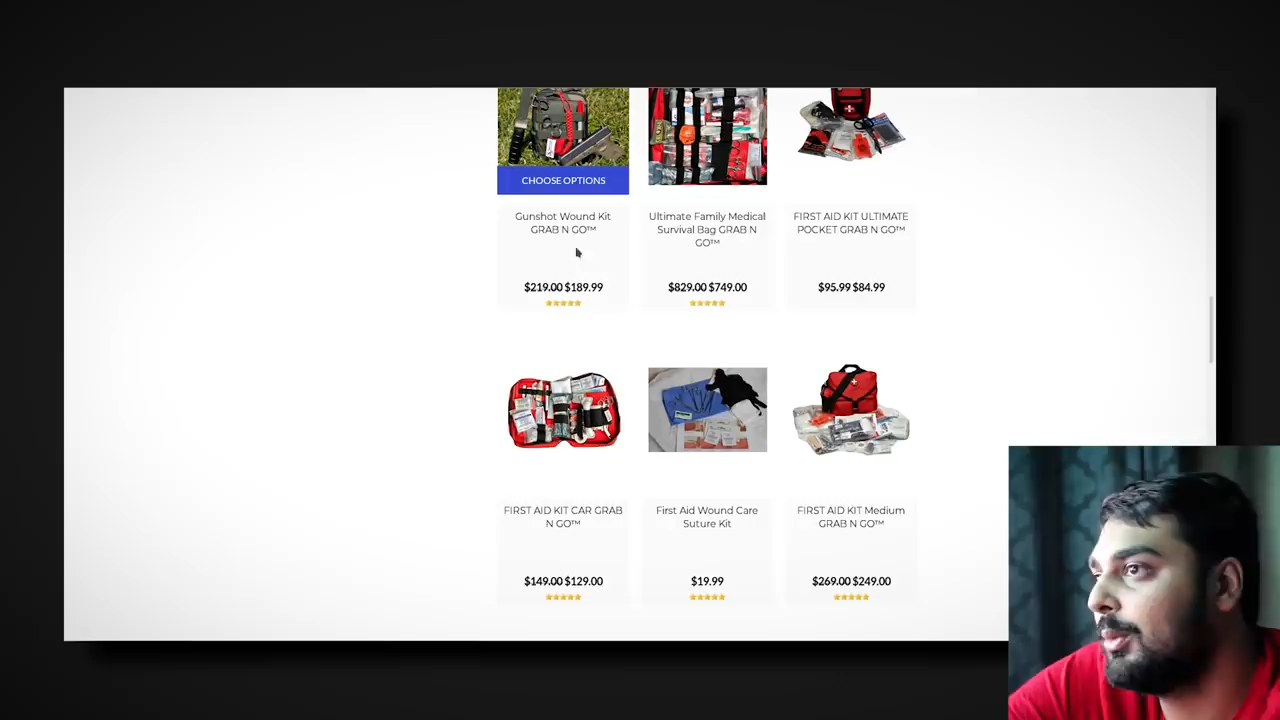 CHOOSE OPTIONS
Gunshot Wound Kit
GRAB N GO™
$219.00 $189.99
Ultimate Family Medical
Survival Bag GRAB N
GO™
$829.00 $749.00
FIRST AID KIT ULTIMATE
POCKET GRAB N GO™
$95.99 $84.99
FIRST AID KIT CAR GRAB
N GO™
$149.00 $129.00
First Aid Wound Care
Suture Kit
$19.99
FIRST AID KIT Medium
GRAB N GO™
$269.00 $249.00